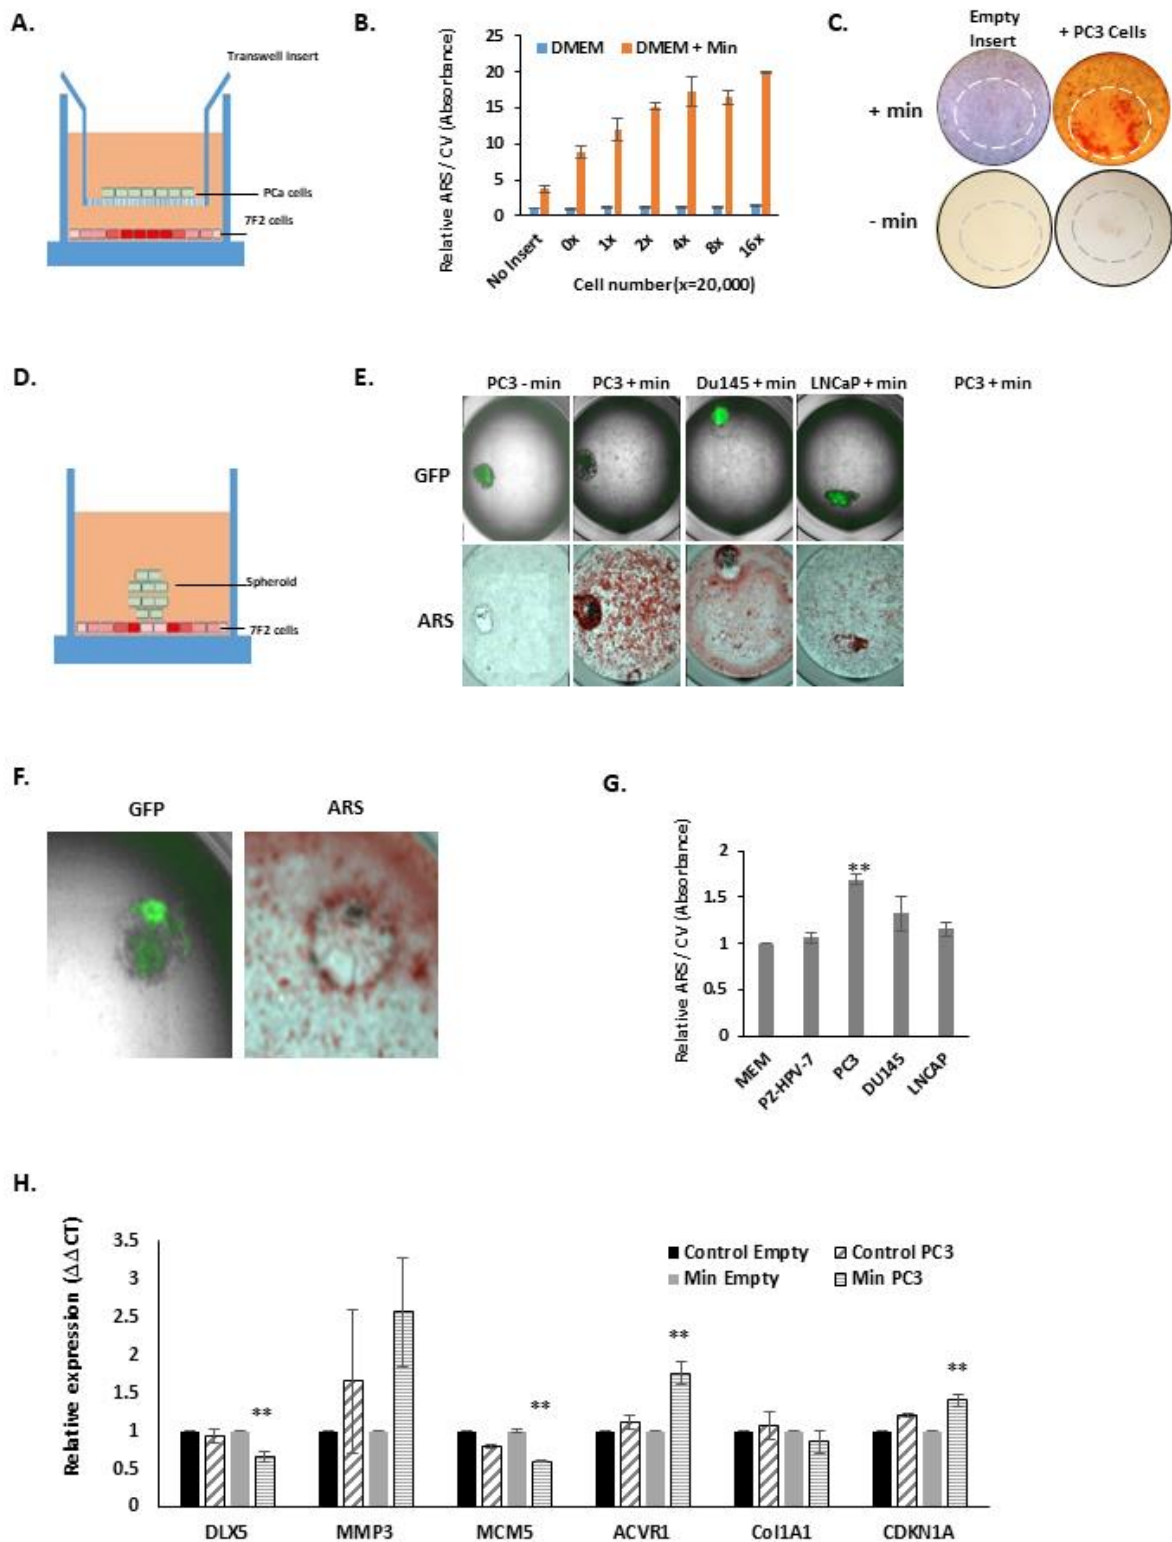 A.
Transwell Insert
PCa cells
7F2 cells
B.
Relative ARS / CV (Absorbance)
25
20
15
10
5
0
DMEM
DMEM + Min
No Insert
0x
1x
2x
4x
8x
16x
Cell number(x=20,000)
C.
Empty
Insert
+ PC3 Cells
+ min
- min
D.
Spheroid
7F2 cells
E.
PC3 - min
PC3 + min
Du145 + min
LNCaP + min
PC3 + min
GFP
ARS
F.
GFP
ARS
G.
Relative ARS / CV (Absorbance)
2
1.5
1
0.5
0
**
MEM
PZ-HPV-7
PC3
DU145
LNCAP
H.
Relative expression (ΔΔCT)
3.5
3
2.5
2
1.5
1
0.5
0
Control Empty
Control PC3
Min Empty
Min PC3
**
**
**
**
DLX5
MMP3
MCM5
ACVR1
Col1A1
CDKN1A